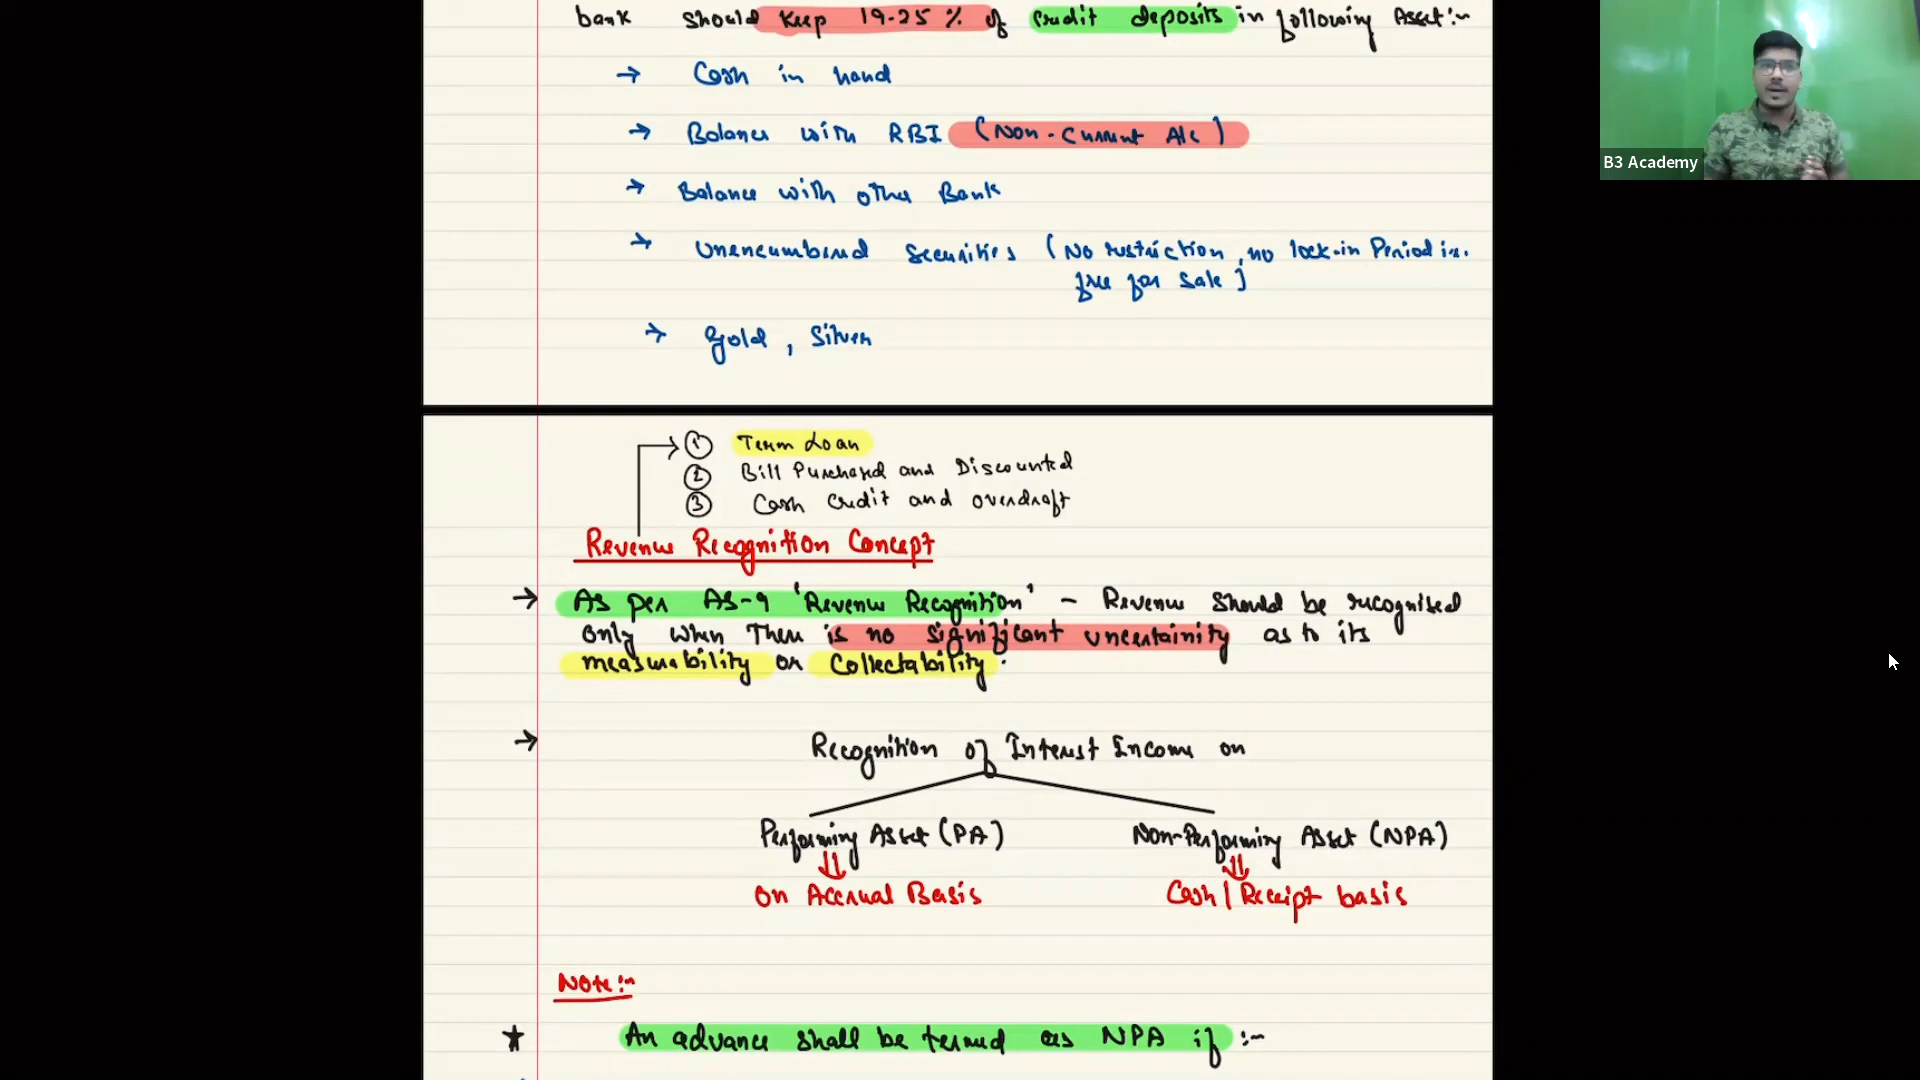 bank should keep 19-25 % of credit deposits in following Asset:-
→ Cash in hand
→ Balance with RBI (Non-Current A/c)
→ Balance with other Bank
→ Unencumbered Securities (No restriction, no lock-in Period i.e. free for sale]
→ Gold, Silver
B3 Academy
① Term Loan
② Bill Purchased and Discounted
③ Cash Credit and overdraft
Revenue Recognition Concept
→ As per AS-9 'Revenue Recognition' - Revenue should be recognised
only when there is no significant uncertainity as to its
measurability or Collectability.
→ Recognition of Interest Income on
Performing Asset (PA) Non-Performing Asset (NPA)
On Accrual Basis Cash / Receipt basis
Note:-
★ An advance shall be termed as NPA if :-